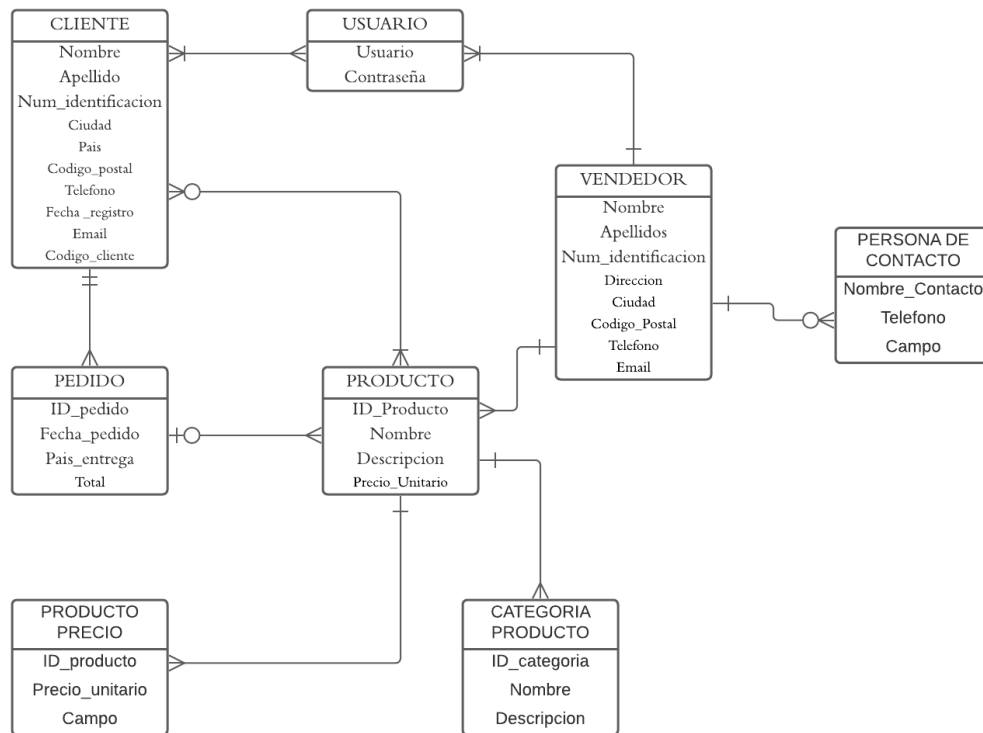 CLIENTE
Nombre
Apellido
Num_identificacion
Ciudad
Pais
Codigo_postal
Telefono
Fecha _registro
Email
Codigo_cliente
USUARIO
Usuario
Contraseña
VENDEDOR
Nombre
Apellidos
Num_identificacion
Direccion
Ciudad
Codigo_Postal
Telefono
Email
PERSONA DE
CONTACTO
Nombre_Contacto
Telefono
Campo
PEDIDO
ID_pedido
Fecha_pedido
Pais_entrega
Total
PRODUCTO
ID_Producto
Nombre
Descripcion
Precio_Unitario
PRODUCTO
PRECIO
ID_producto
Precio_unitario
Campo
CATEGORIA
PRODUCTO
ID_categoria
Nombre
Descripcion